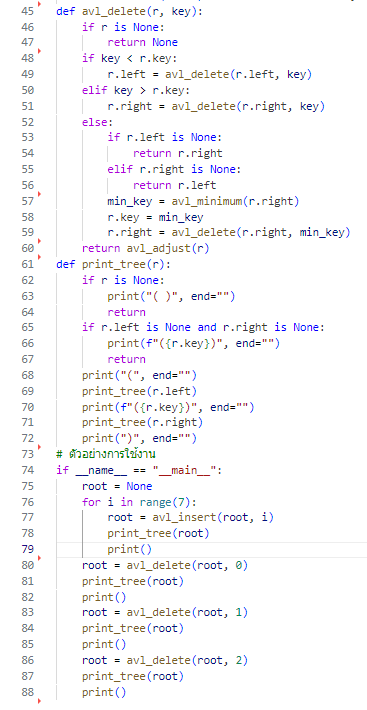 45 def avl_delete(r, key):
46     if r is None:
47         return None
48     if key < r.key:
49         r.left = avl_delete(r.left, key)
50     elif key > r.key:
51         r.right = avl_delete(r.right, key)
52     else:
53         if r.left is None:
54             return r.right
55         elif r.right is None:
56             return r.left
57         min_key = avl_minimum(r.right)
58         r.key = min_key
59         r.right = avl_delete(r.right, min_key)
60     return avl_adjust(r)
61 def print_tree(r):
62     if r is None:
63         print("( )", end="")
64         return
65     if r.left is None and r.right is None:
66         print(f"({r.key})", end="")
67         return
68     print("(", end="")
69     print_tree(r.left)
70     print(f"({r.key})", end="")
71     print_tree(r.right)
72     print(")", end="")
73 # ตัวอย่างการใช้งาน
74 if __name__ == "__main__":
75     root = None
76     for i in range(7):
77         root = avl_insert(root, i)
78         print_tree(root)
79         print()
80     root = avl_delete(root, 0)
81     print_tree(root)
82     print()
83     root = avl_delete(root, 1)
84     print_tree(root)
85     print()
86     root = avl_delete(root, 2)
87     print_tree(root)
88     print()